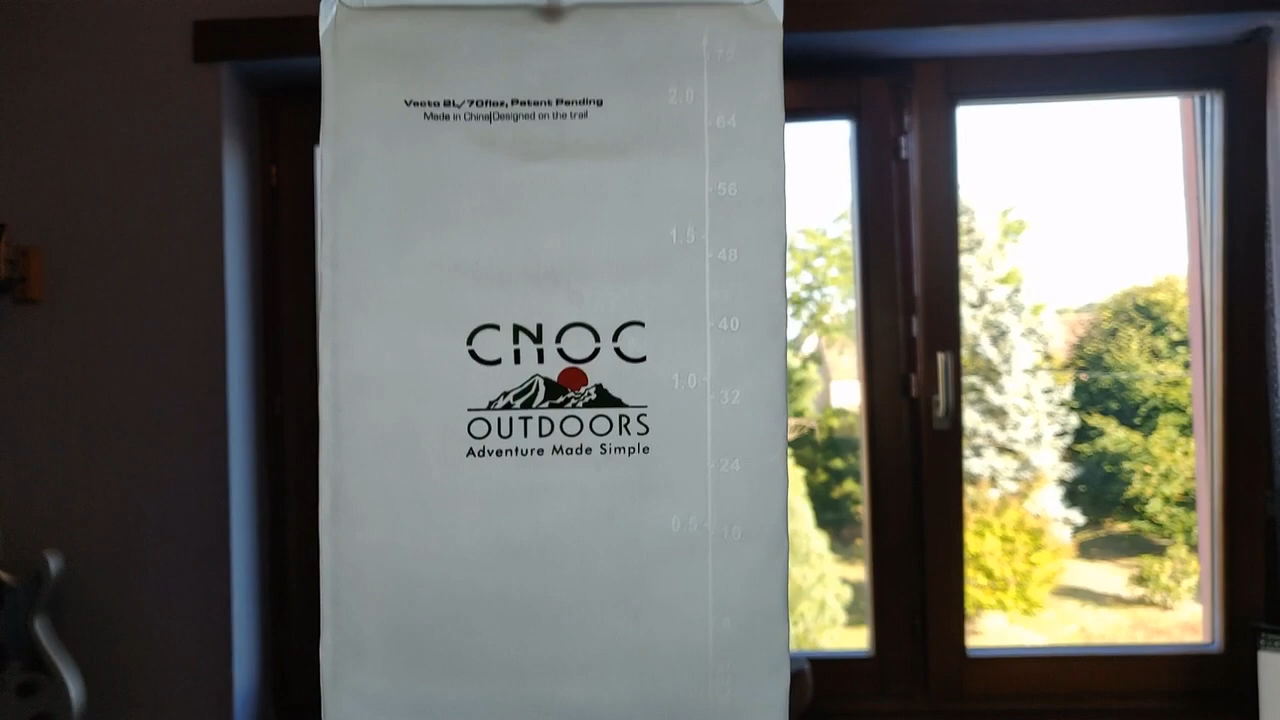 Vecto 2L/70floz, Patent Pending
Made in China|Designed on the trail
2.0
64
56
1.5
48
40
1.0
32
24
0.5
CNOC
OUTDOORS
Adventure Made Simple